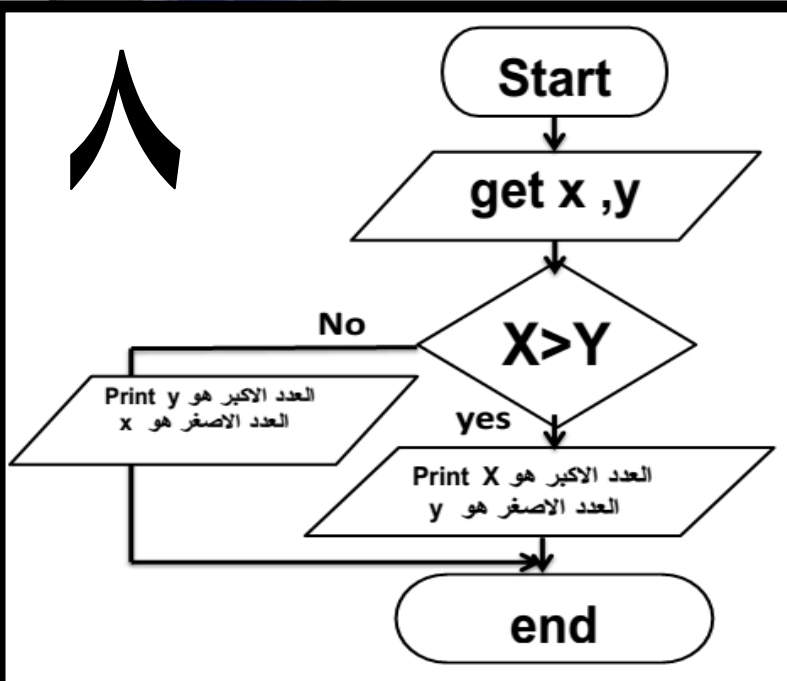 ٨
Start
get x ,y
X>Y
No
yes
Print y العدد الاكبر هو
العدد الاصغر هو x
Print X العدد الاكبر هو
العدد الاصغر هو y
end